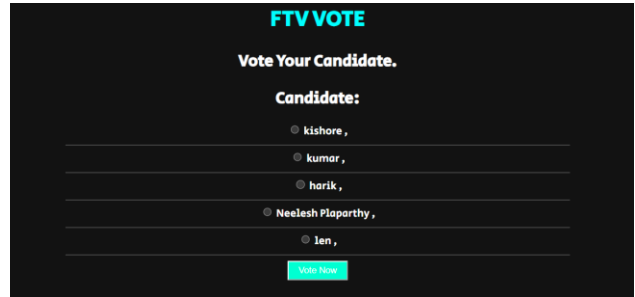 FTV VOTE
Vote Your Candidate.
Candidate:
kishore ,
kumar ,
harik ,
Neelesh Plaparthy ,
len ,
Vote Now